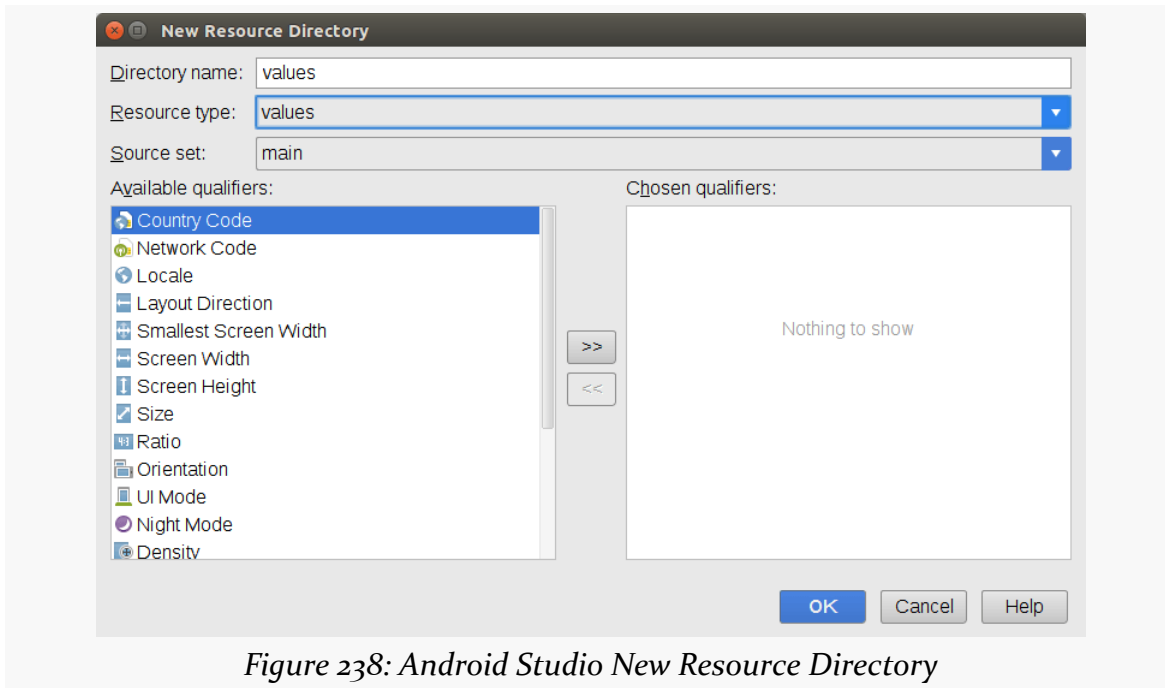 New Resource Directory
Directory name: values
Resource type: values
Source set: main
Available qualifiers:
Country Code
Network Code
Locale
Layout Direction
Smallest Screen Width
Screen Width
Screen Height
Size
Ratio
Orientation
UI Mode
Night Mode
Density
>>
<<
Chosen qualifiers:
Nothing to show
OK Cancel Help
Figure 238: Android Studio New Resource Directory